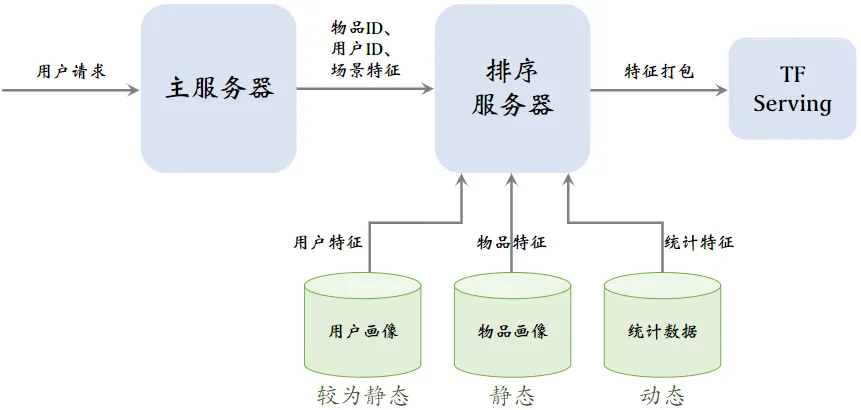 用户请求
主服务器
物品ID、
用户ID、
场景特征
排序
服务器
特征打包
TF
Serving
用户特征
物品特征
统计特征
用户画像
物品画像
统计数据
较为静态
静态
动态